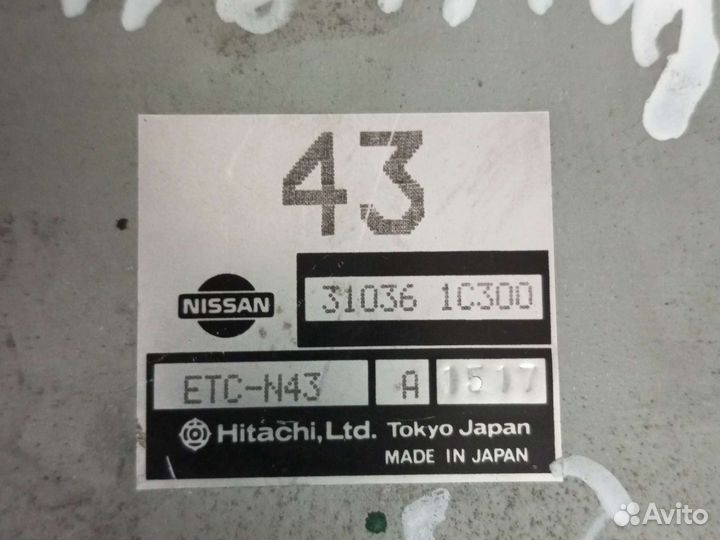 43
NISSAN
31036 1C300
ETC-N43 A 1517
Hitachi, Ltd. Tokyo Japan
MADE IN JAPAN
Avito